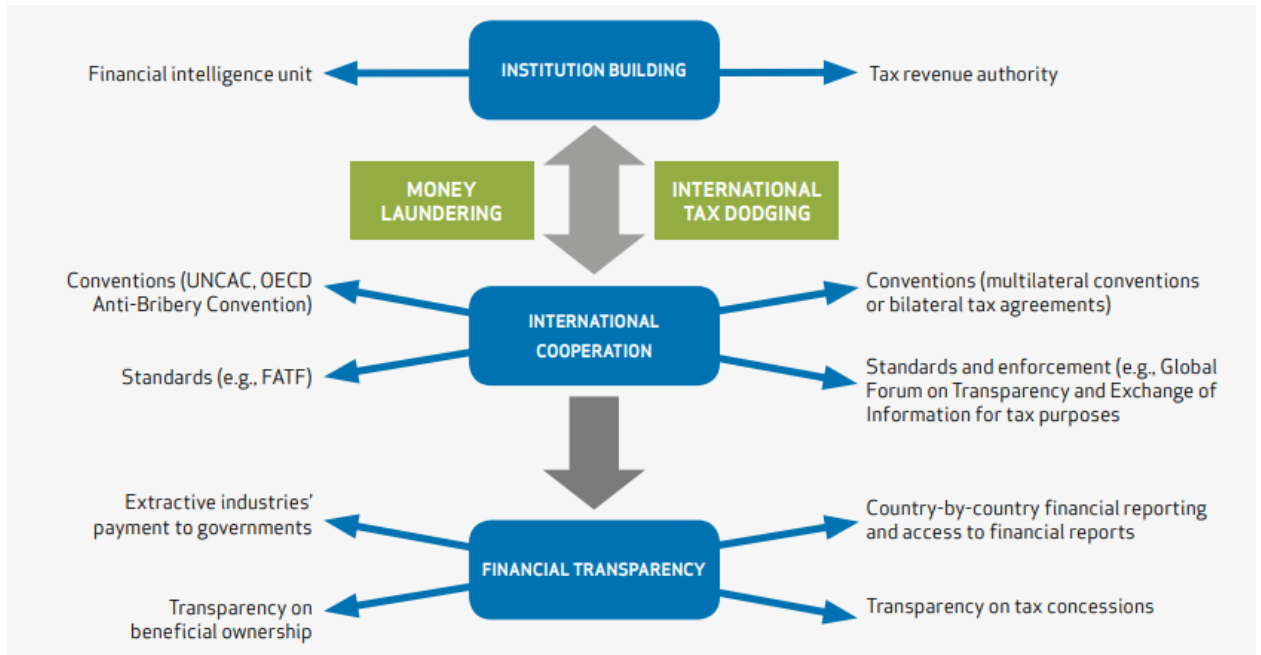 Financial intelligence unit
INSTITUTION BUILDING
Tax revenue authority
MONEY
LAUNDERING
INTERNATIONAL
TAX DODGING
Conventions (UNCAC, OECD
Anti-Bribery Convention)
Conventions (multilateral conventions
or bilateral tax agreements)
INTERNATIONAL
COOPERATION
Standards (e.g., FATF)
Standards and enforcement (e.g., Global
Forum on Transparency and Exchange of
Information for tax purposes
Extractive industries’
payment to governments
Country-by-country financial reporting
and access to financial reports
FINANCIAL TRANSPARENCY
Transparency on
beneficial ownership
Transparency on tax concessions